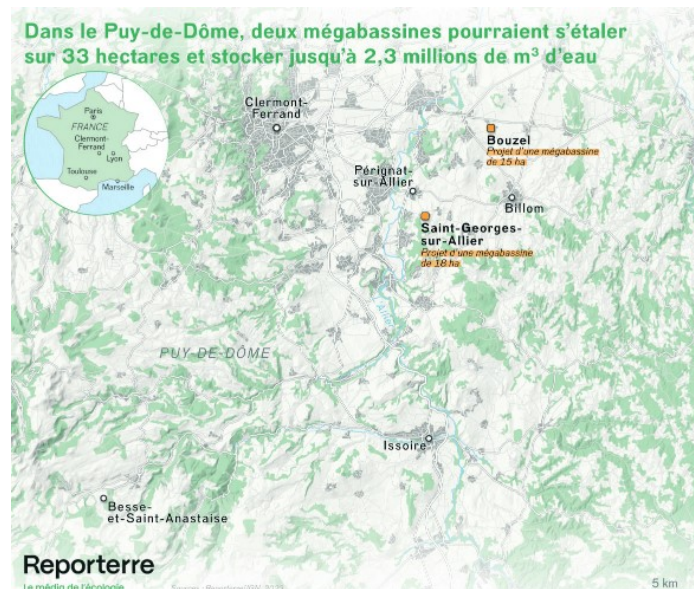 Dans le Puy-de-Dôme, deux mégabassines pourraient s'étaler
sur 33 hectares et stocker jusqu'à 2,3 millions de m³ d'eau
Paris
FRANCE
Clermont-
Ferrand
Lyon
Toulouse
Marseille
Clermont-
Ferrand
Bouzel
Projet d'une mégabassine
de 15 ha
Pérignat-
sur-Allier
Billom
Saint-Georges-
sur-Allier
Projet d'une mégabassine
de 18 ha
L'Allier
PUY-DE-DÔME
Issoire
Besse-
et-Saint-Anastaise
Reporterre
Le média de l'écologie
5 km